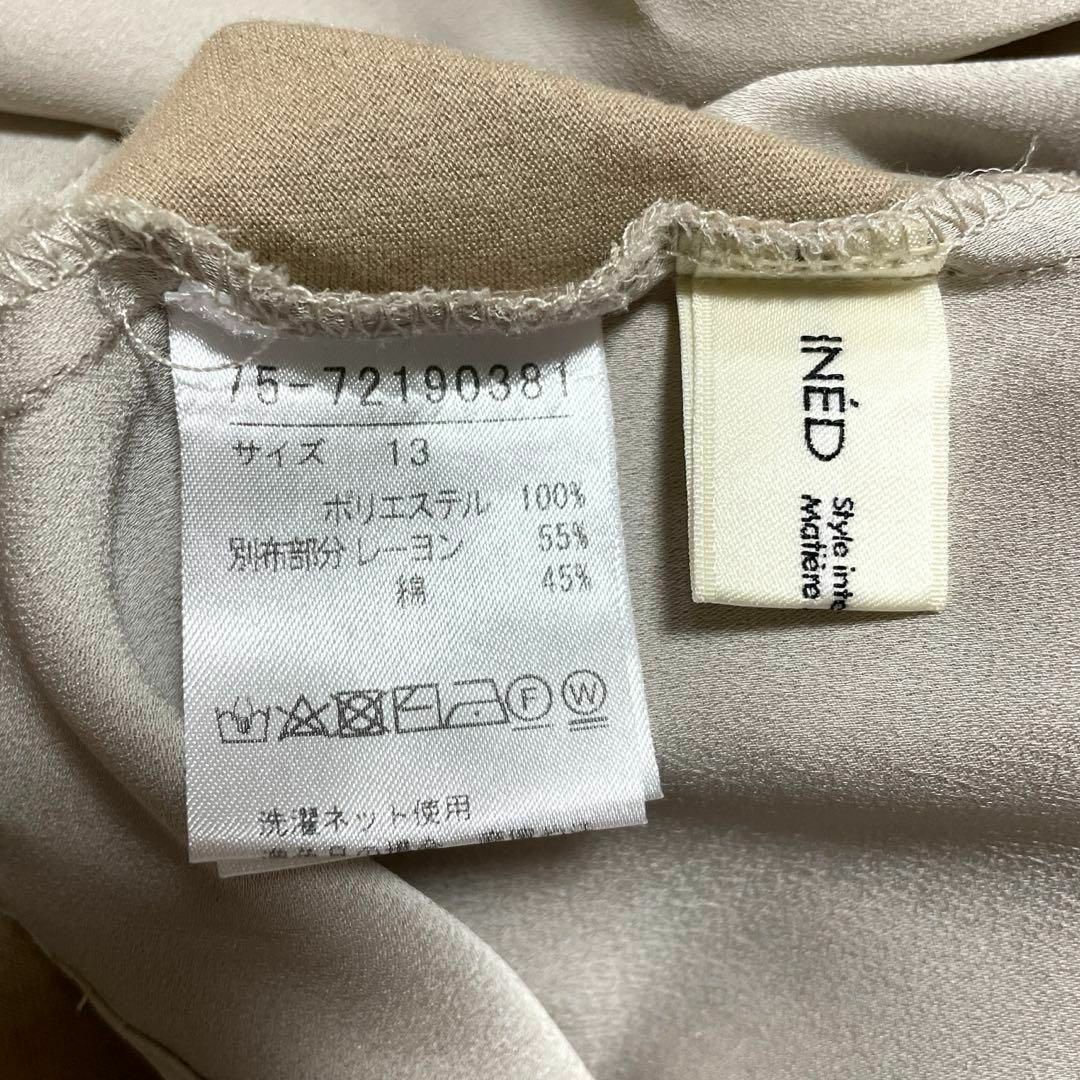 75-72190381
サイズ 13
ポリエステル 100%
別布部分 レーヨン 55%
綿 45%
F W
洗濯ネット使用
INÉD
Style inte
Matière